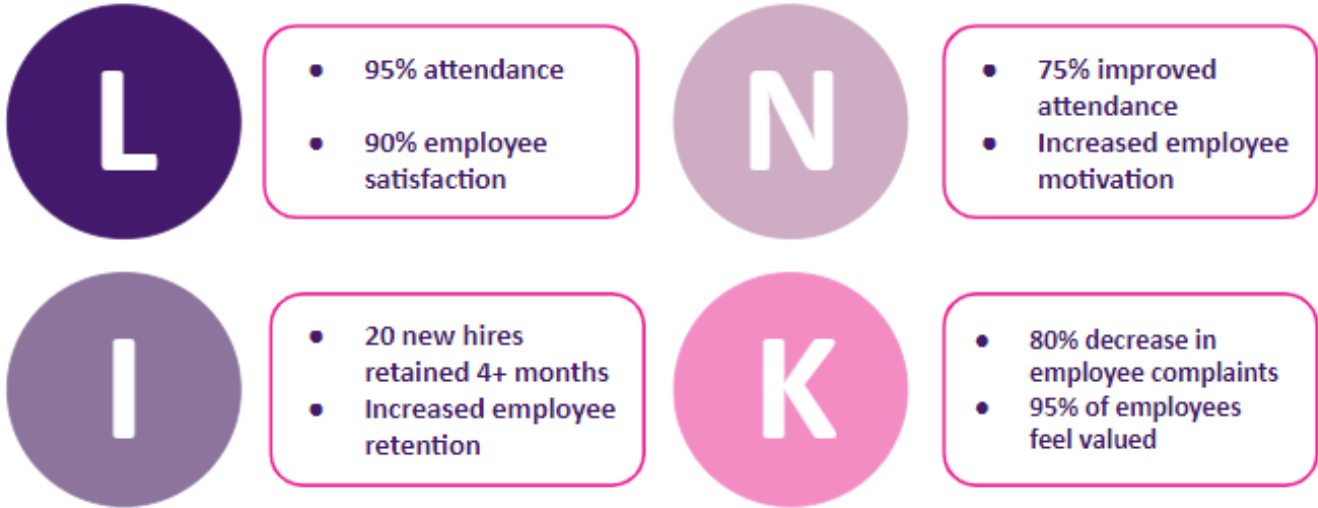 L
● 95% attendance
● 90% employee
satisfaction
I
● 20 new hires
retained 4+ months
● Increased employee
retention
N
● 75% improved
attendance
● Increased employee
motivation
K
● 80% decrease in
employee complaints
● 95% of employees
feel valued